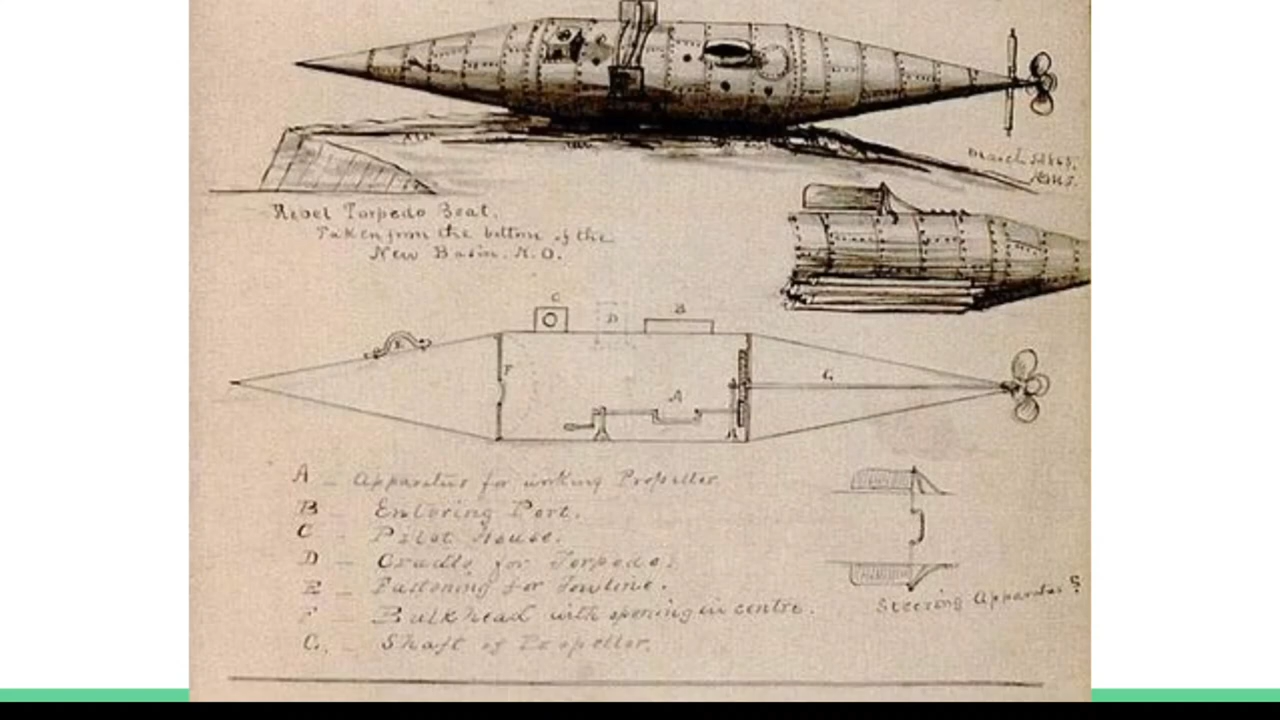 March
Rebel Torpedo Boat.
Taken from the bottom of the
New Basin. N.O.
C
D
B
E
F
A
G
A – Apparatus for working Propeller
B – Entering Port.
C – Pilot House.
D – Cradle for Torpedo.
E – Fastening for Towline.
F – Bulkhead with opening in centre.
G. – Shaft of Propeller.
Steering Apparatus